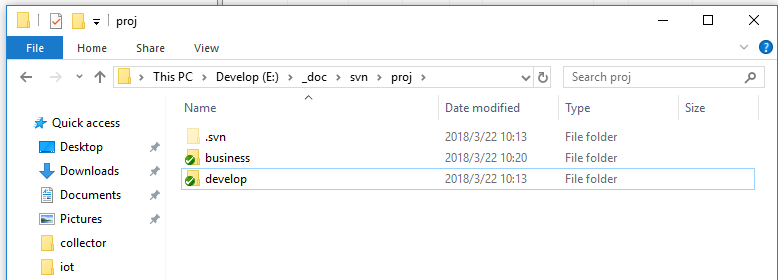 proj
File Home Share View
This PC Develop (E:) _doc svn proj Search proj
Name Date modified Type Size
Quick access
.svn 2018/3/22 10:13 File folder
Desktop
business 2018/3/22 10:20 File folder
Downloads
develop 2018/3/22 10:13 File folder
Documents
Pictures
collector
iot